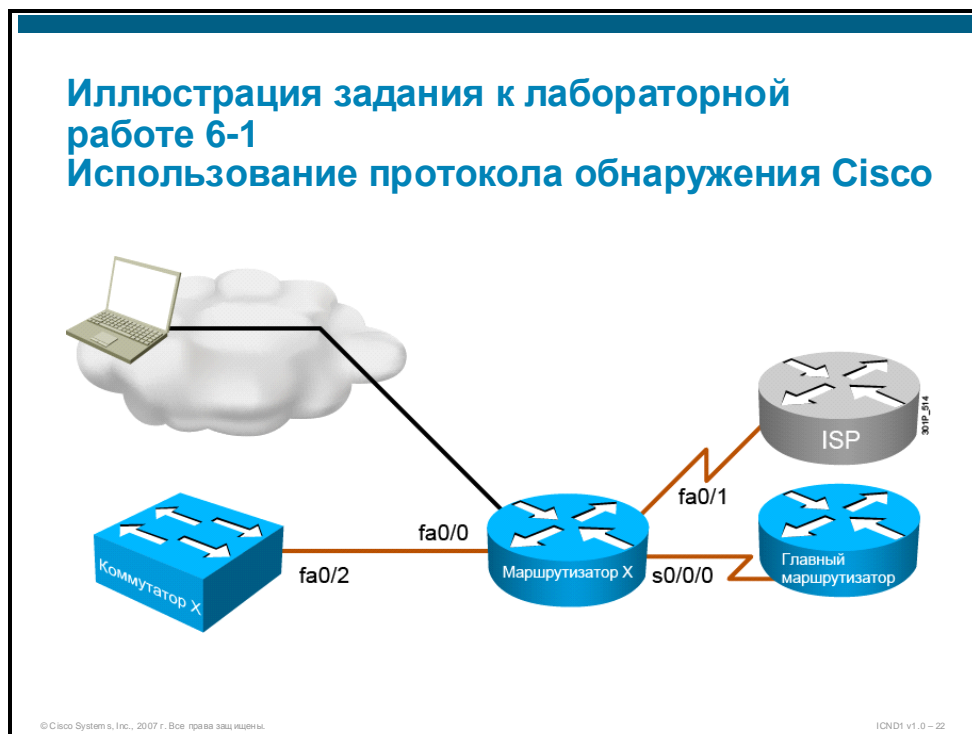 Иллюстрация задания к лабораторной
работе 6-1
Использование протокола обнаружения Cisco
ISP
301P_514
fa0/1
fa0/0
Коммутатор X
fa0/2
Маршрутизатор X
s0/0/0
Главный
маршрутизатор
© Cisco Systems, Inc., 2007 г. Все права защищены.
ICND1 v1.0 – 22